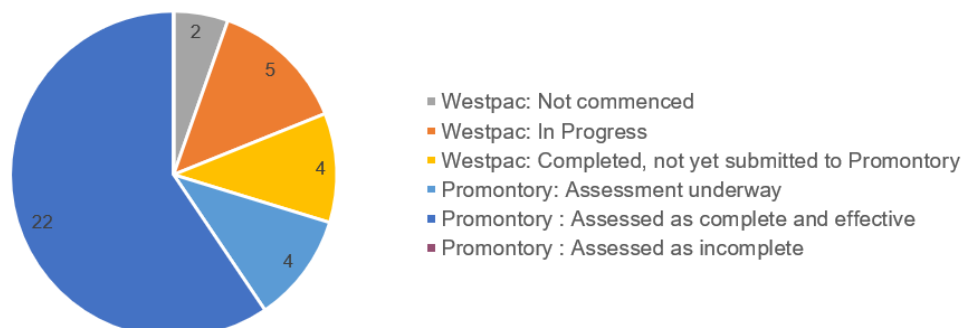 2
5
4
4
22
Westpac: Not commenced
Westpac: In Progress
Westpac: Completed, not yet submitted to Promontory
Promontory: Assessment underway
Promontory : Assessed as complete and effective
Promontory : Assessed as incomplete